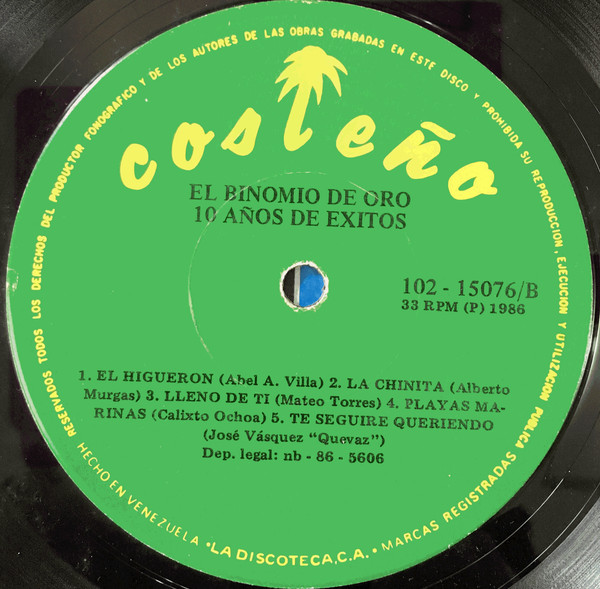 RESERVADOS TODOS LOS DERECHOS DEL PRODUCTOR FONOGRAFICO Y DE LOS AUTORES DE LAS OBRAS GRABADAS EN ESTE DISCO Y PROHIBIDA SU REPRODUCCION, EJECUCION Y UTILIZACION PUBLICA
costeño
EL BINOMIO DE ORO
10 AÑOS DE EXITOS
102 - 15076/B
33 RPM (P) 1986
1. EL HIGUERON (Abel A. Villa) 2. LA CHINITA (Alberto
Murgas) 3. LLENO DE TI (Mateo Torres) 4. PLAYAS MA-
RINAS (Calixto Ochoa) 5. TE SEGUIRE QUERIENDO
(José Vásquez "Quevaz")
Dep. legal: nb - 86 - 5606
HECHO EN VENEZUELA • LA DISCOTECA, C.A. • MARCAS REGISTRADAS